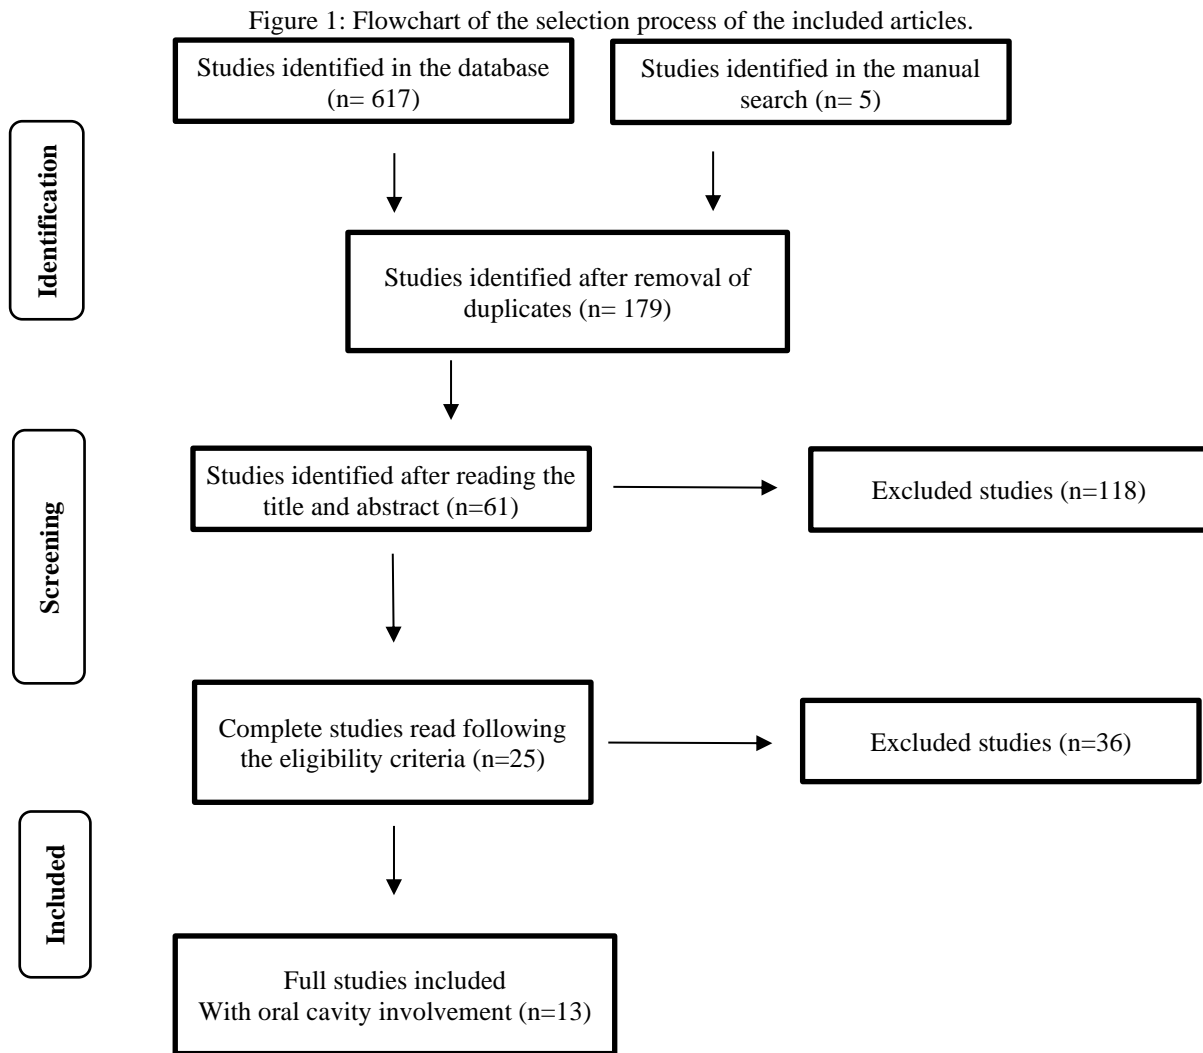 Figure 1: Flowchart of the selection process of the included articles.
Studies identified in the database
(n= 617)
Studies identified in the manual
search (n= 5)
Identification
Studies identified after removal of
duplicates (n= 179)
Screening
Studies identified after reading the
title and abstract (n=61)
Excluded studies (n=118)
Complete studies read following
the eligibility criteria (n=25)
Excluded studies (n=36)
Included
Full studies included
With oral cavity involvement (n=13)